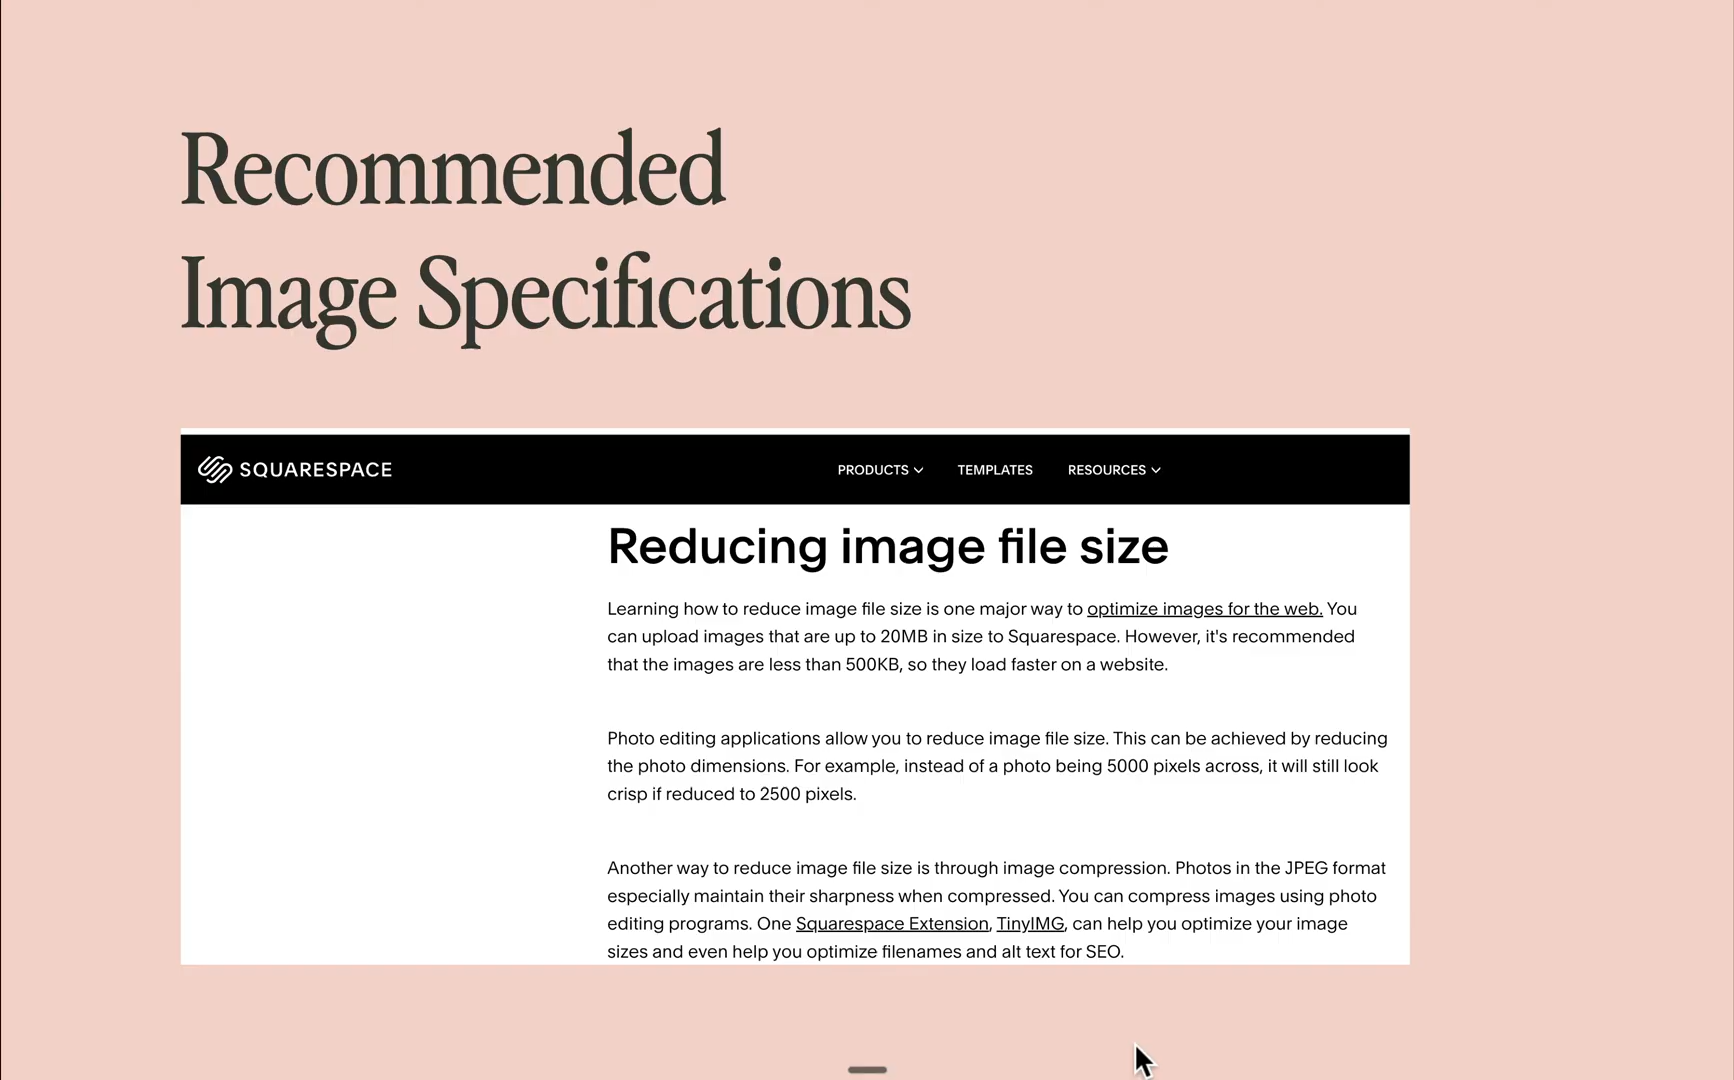 Recommended
Image Specifications
SQUARESPACE
PRODUCTS TEMPLATES RESOURCES
Reducing image file size
Learning how to reduce image file size is one major way to optimize images for the web. You
can upload images that are up to 20MB in size to Squarespace. However, it's recommended
that the images are less than 500KB, so they load faster on a website.
Photo editing applications allow you to reduce image file size. This can be achieved by reducing
the photo dimensions. For example, instead of a photo being 5000 pixels across, it will still look
crisp if reduced to 2500 pixels.
Another way to reduce image file size is through image compression. Photos in the JPEG format
especially maintain their sharpness when compressed. You can compress images using photo
editing programs. One Squarespace Extension, TinyIMG, can help you optimize your image
sizes and even help you optimize filenames and alt text for SEO.